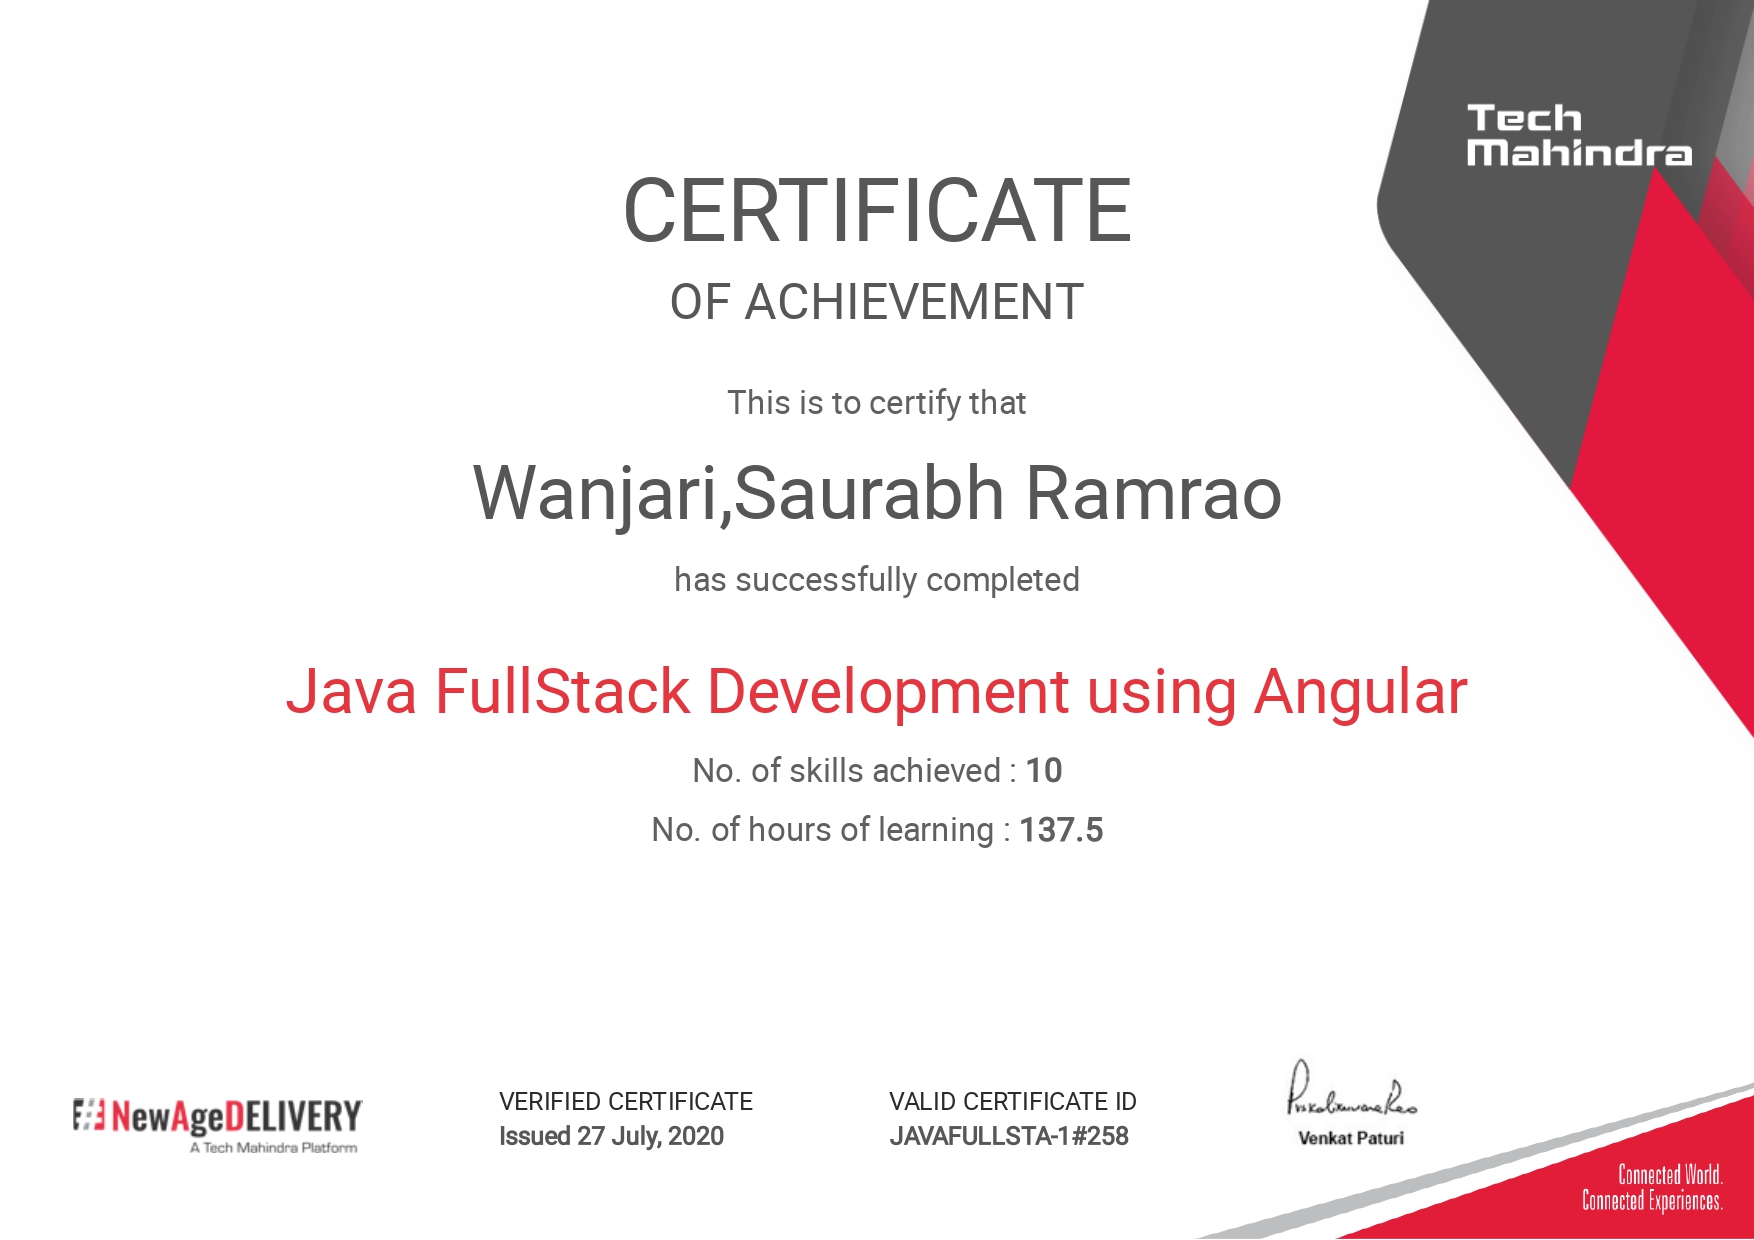 Tech
Mahindra
CERTIFICATE
OF ACHIEVEMENT
This is to certify that
Wanjari,Saurabh Ramrao
has successfully completed
Java FullStack Development using Angular
No. of skills achieved : 10
No. of hours of learning : 137.5
NewAgeDELIVERY
A Tech Mahindra Platform
VERIFIED CERTIFICATE
Issued 27 July, 2020
VALID CERTIFICATE ID
JAVAFULLSTA-1#258
Venkat Paturi
Connected World.
Connected Experiences.